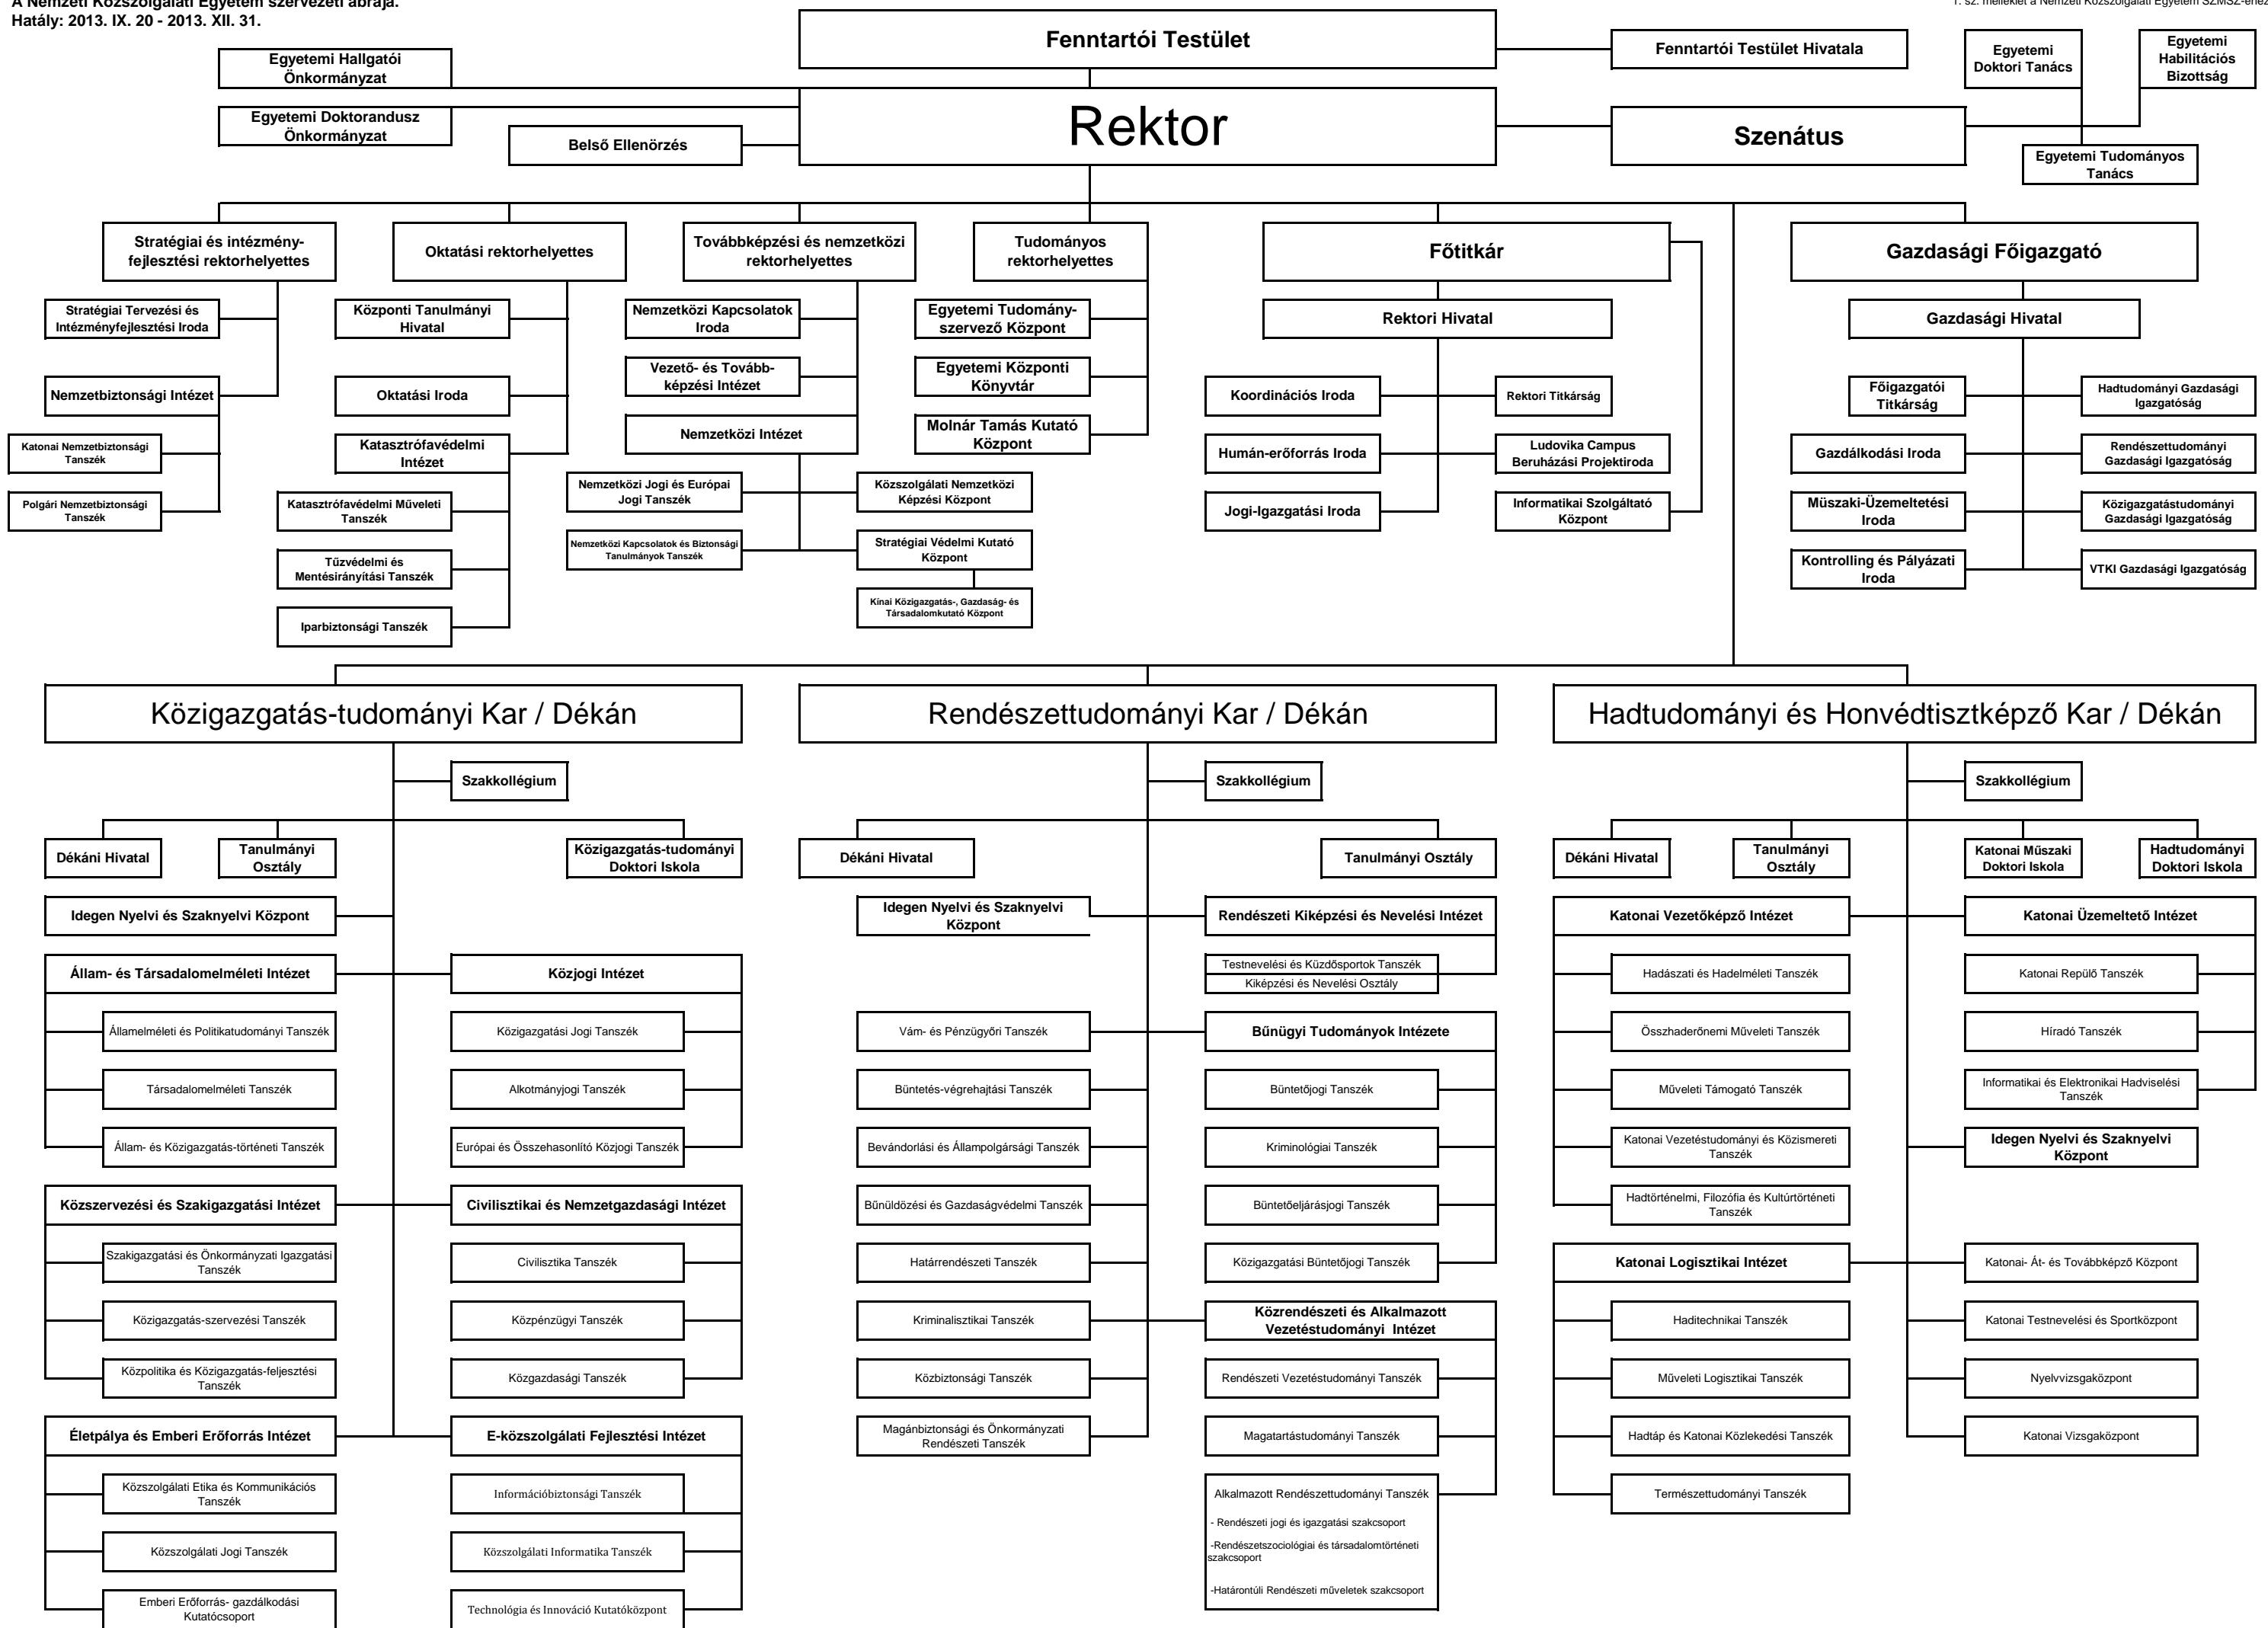 A Nemzeti Közszolgálati Egyetem szervezeti ábrája.
Hatály: 2013. IX. 20 - 2013. XII. 31.
1. sz. melléklet a Nemzeti Közszolgálati Egyetem SZMSZ-éhez
Fenntartói Testület
Fenntartói Testület Hivatala
Egyetemi
Doktori Tanács
Egyetemi
Habilitációs
Bizottság
Egyetemi Hallgatói
Önkormányzat
Egyetemi Doktorandusz
Önkormányzat
Belső Ellenörzés
Rektor
Szenátus
Egyetemi Tudományos
Tanács
Stratégiai és intézmény-
fejlesztési rektorhelyettes
Oktatási rektorhelyettes
Továbbképzési és nemzetközi
rektorhelyettes
Tudományos
rektorhelyettes
Főtitkár
Gazdasági Főigazgató
Stratégiai Tervezési és
Intézményfejlesztési Iroda
Nemzetbiztonsági Intézet
Katonai Nemzetbiztonsági
Tanszék
Polgári Nemzetbiztonsági
Tanszék
Központi Tanulmányi
Hivatal
Oktatási Iroda
Katasztrófavédelmi
Intézet
Katasztrófavédelmi Műveleti
Tanszék
Tűzvédelmi és
Mentésirányítási Tanszék
Iparbiztonsági Tanszék
Nemzetközi Kapcsolatok
Iroda
Vezető- és Tovább-
képzési Intézet
Nemzetközi Intézet
Nemzetközi Jogi és Európai
Jogi Tanszék
Közszolgálati Nemzetközi
Képzési Központ
Nemzetközi Kapcsolatok és Biztonsági
Tanulmányok Tanszék
Stratégiai Védelmi Kutató
Központ
Kínai Közigazgatás-, Gazdaság- és
Társadalomkutató Központ
Egyetemi Tudomány-
szervező Központ
Egyetemi Központi
Könyvtár
Molnár Tamás Kutató
Központ
Rektori Hivatal
Koordinációs Iroda
Rektori Titkárság
Humán-erőforrás Iroda
Ludovika Campus
Beruházási Projektiroda
Jogi-Igazgatási Iroda
Informatikai Szolgáltató
Központ
Gazdasági Hivatal
Főigazgatói
Titkárság
Hadtudományi Gazdasági
Igazgatóság
Gazdálkodási Iroda
Rendészettudományi
Gazdasági Igazgatóság
Müszaki-Üzemeltetési
Iroda
Közigazgatástudományi
Gazdasági Igazgatóság
Kontrolling és Pályázati
Iroda
VTKI Gazdasági Igazgatóság
Közigazgatás-tudományi Kar / Dékán
Szakkollégium
Dékáni Hivatal
Tanulmányi
Osztály
Közigazgatás-tudományi
Doktori Iskola
Idegen Nyelvi és Szaknyelvi Központ
Állam- és Társadalomelméleti Intézet
Államelméleti és Politikatudományi Tanszék
Társadalomelméleti Tanszék
Állam- és Közigazgatás-történeti Tanszék
Közjogi Intézet
Közigazgatási Jogi Tanszék
Alkotmányjogi Tanszék
Európai és Összehasonlító Közjogi Tanszék
Közszervezési és Szakigazgatási Intézet
Szakigazgatási és Önkormányzati Igazgatási
Tanszék
Közigazgatás-szervezési Tanszék
Közpolitika és Közigazgatás-feljesztési
Tanszék
Civilisztikai és Nemzetgazdasági Intézet
Civilisztika Tanszék
Közpénzügyi Tanszék
Közgazdasági Tanszék
Életpálya és Emberi Erőforrás Intézet
Közszolgálati Etika és Kommunikációs
Tanszék
Közszolgálati Jogi Tanszék
Emberi Erőforrás- gazdálkodási
Kutatócsoport
E-közszolgálati Fejlesztési Intézet
Információbiztonsági Tanszék
Közszolgálati Informatika Tanszék
Technológia és Innováció Kutatóközpont
Rendészettudományi Kar / Dékán
Szakkollégium
Dékáni Hivatal
Tanulmányi Osztály
Idegen Nyelvi és Szaknyelvi
Központ
Rendészeti Kiképzési és Nevelési Intézet
Testnevelési és Küzdősportok Tanszék
Kiképzési és Nevelési Osztály
Vám- és Pénzügyőri Tanszék
Büntetés-végrehajtási Tanszék
Bevándorlási és Állampolgársági Tanszék
Bűnüldözési és Gazdaságvédelmi Tanszék
Határrendészeti Tanszék
Kriminalisztikai Tanszék
Közbiztonsági Tanszék
Magánbiztonsági és Önkormányzati
Rendészeti Tanszék
Bűnügyi Tudományok Intézete
Büntetőjogi Tanszék
Kriminológiai Tanszék
Büntetőeljárásjogi Tanszék
Közigazgatási Büntetőjogi Tanszék
Közrendészeti és Alkalmazott
Vezetéstudományi  Intézet
Rendészeti Vezetéstudományi Tanszék
Magatartástudományi Tanszék
Alkalmazott Rendészettudományi Tanszék
- Rendészeti jogi és igazgatási szakcsoport
-Rendészetszociológiai és társadalomtörténeti
szakcsoport
-Határontúli Rendészeti műveletek szakcsoport
Hadtudományi és Honvédtisztképző Kar / Dékán
Szakkollégium
Dékáni Hivatal
Tanulmányi
Osztály
Katonai Műszaki
Doktori Iskola
Hadtudományi
Doktori Iskola
Katonai Vezetőképző Intézet
Hadászati és Hadelméleti Tanszék
Összhaderőnemi Műveleti Tanszék
Műveleti Támogató Tanszék
Katonai Vezetéstudományi és Közismereti
Tanszék
Hadtörténelmi, Filozófia és Kultúrtörténeti
Tanszék
Katonai Üzemeltető Intézet
Katonai Repülő Tanszék
Híradó Tanszék
Informatikai és Elektronikai Hadviselési
Tanszék
Idegen Nyelvi és Szaknyelvi
Központ
Katonai Logisztikai Intézet
Haditechnikai Tanszék
Műveleti Logisztikai Tanszék
Hadtáp és Katonai Közlekedési Tanszék
Természettudományi Tanszék
Katonai- Át- és Továbbképző Központ
Katonai Testnevelési és Sportközpont
Nyelvvizsgaközpont
Katonai Vizsgaközpont